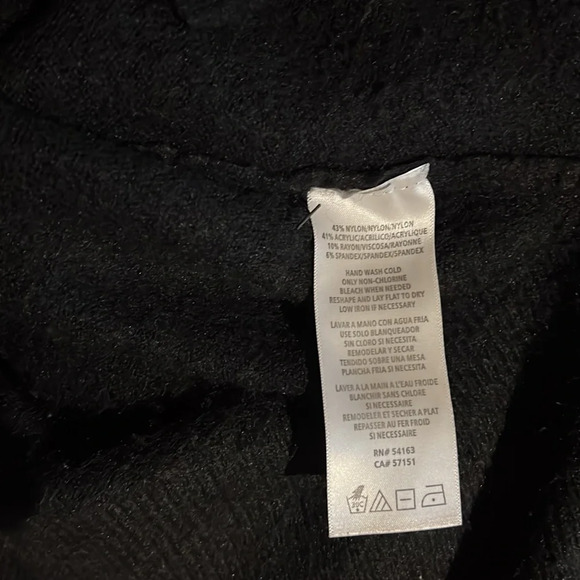 43% NYLON/NYLON/NYLON
41% ACRYLIC/ACRILICO/ACRYLIQUE
10% RAYON/VISCOSA/RAYONNE
6% SPANDEX/SPANDEX/SPANDEX
HAND WASH COLD
ONLY NON-CHLORINE
BLEACH WHEN NEEDED
RESHAPE AND LAY FLAT TO DRY
LOW IRON IF NECESSARY
LAVAR A MANO CON AGUA FRIA
USE SOLO BLANQUEADOR
SIN CLORO SI NECESITA
REMODELAR Y SECAR
TENDIDO SOBRE UNA MESA
PLANCHA FRIA SI NECESITA
LAVER A LA MAIN A L'EAU FROIDE
BLANCHIR SANS CHLORE
SI NECESSAIRE
REMODELER ET SECHER A PLAT
REPASSER AU FER FROID
SI NECESSAIRE
RN# 54163
CA# 57151
30C